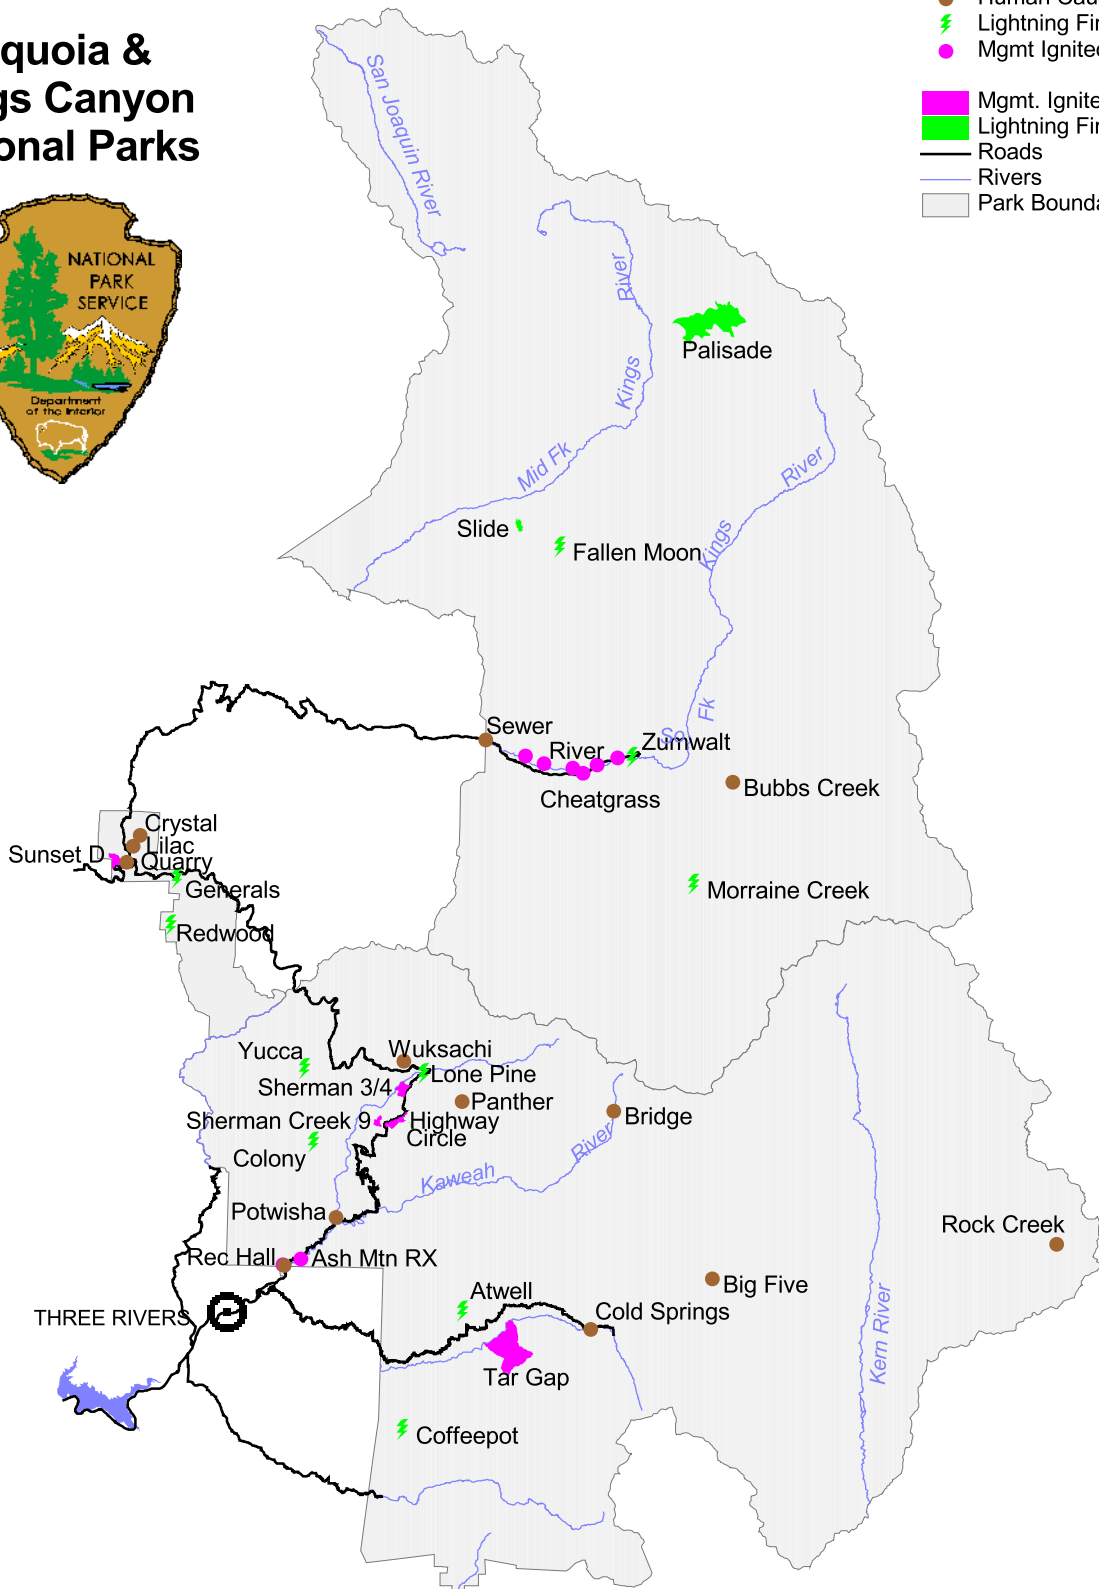 quoia &
gs Canyon
onal Parks
NATIONAL
PARK
SERVICE
Department
of the Interior
Lightning Fir
Mgmt Ignite
Mgmt. Ignite
Lightning Fir
Roads
Rivers
Park Bounda
San Joaquin River
River
Kings
Mid Fk
Palisade
River
Kings
Fk
So
Slide
Fallen Moon
Sewer
River
Zumwalt
Cheatgrass
Bubbs Creek
Crystal
Lilac
Sunset D
Quarry
Generals
Redwood
Morraine Creek
Yucca
Wuksachi
Lone Pine
Sherman 3/4
Panther
Sherman Creek 9
Highway
Circle
Bridge
Colony
River
Kaweah
Potwisha
Rec Hall
Ash Mtn RX
Rock Creek
Atwell
Big Five
THREE RIVERS
Cold Springs
Kern River
Tar Gap
Coffeepot